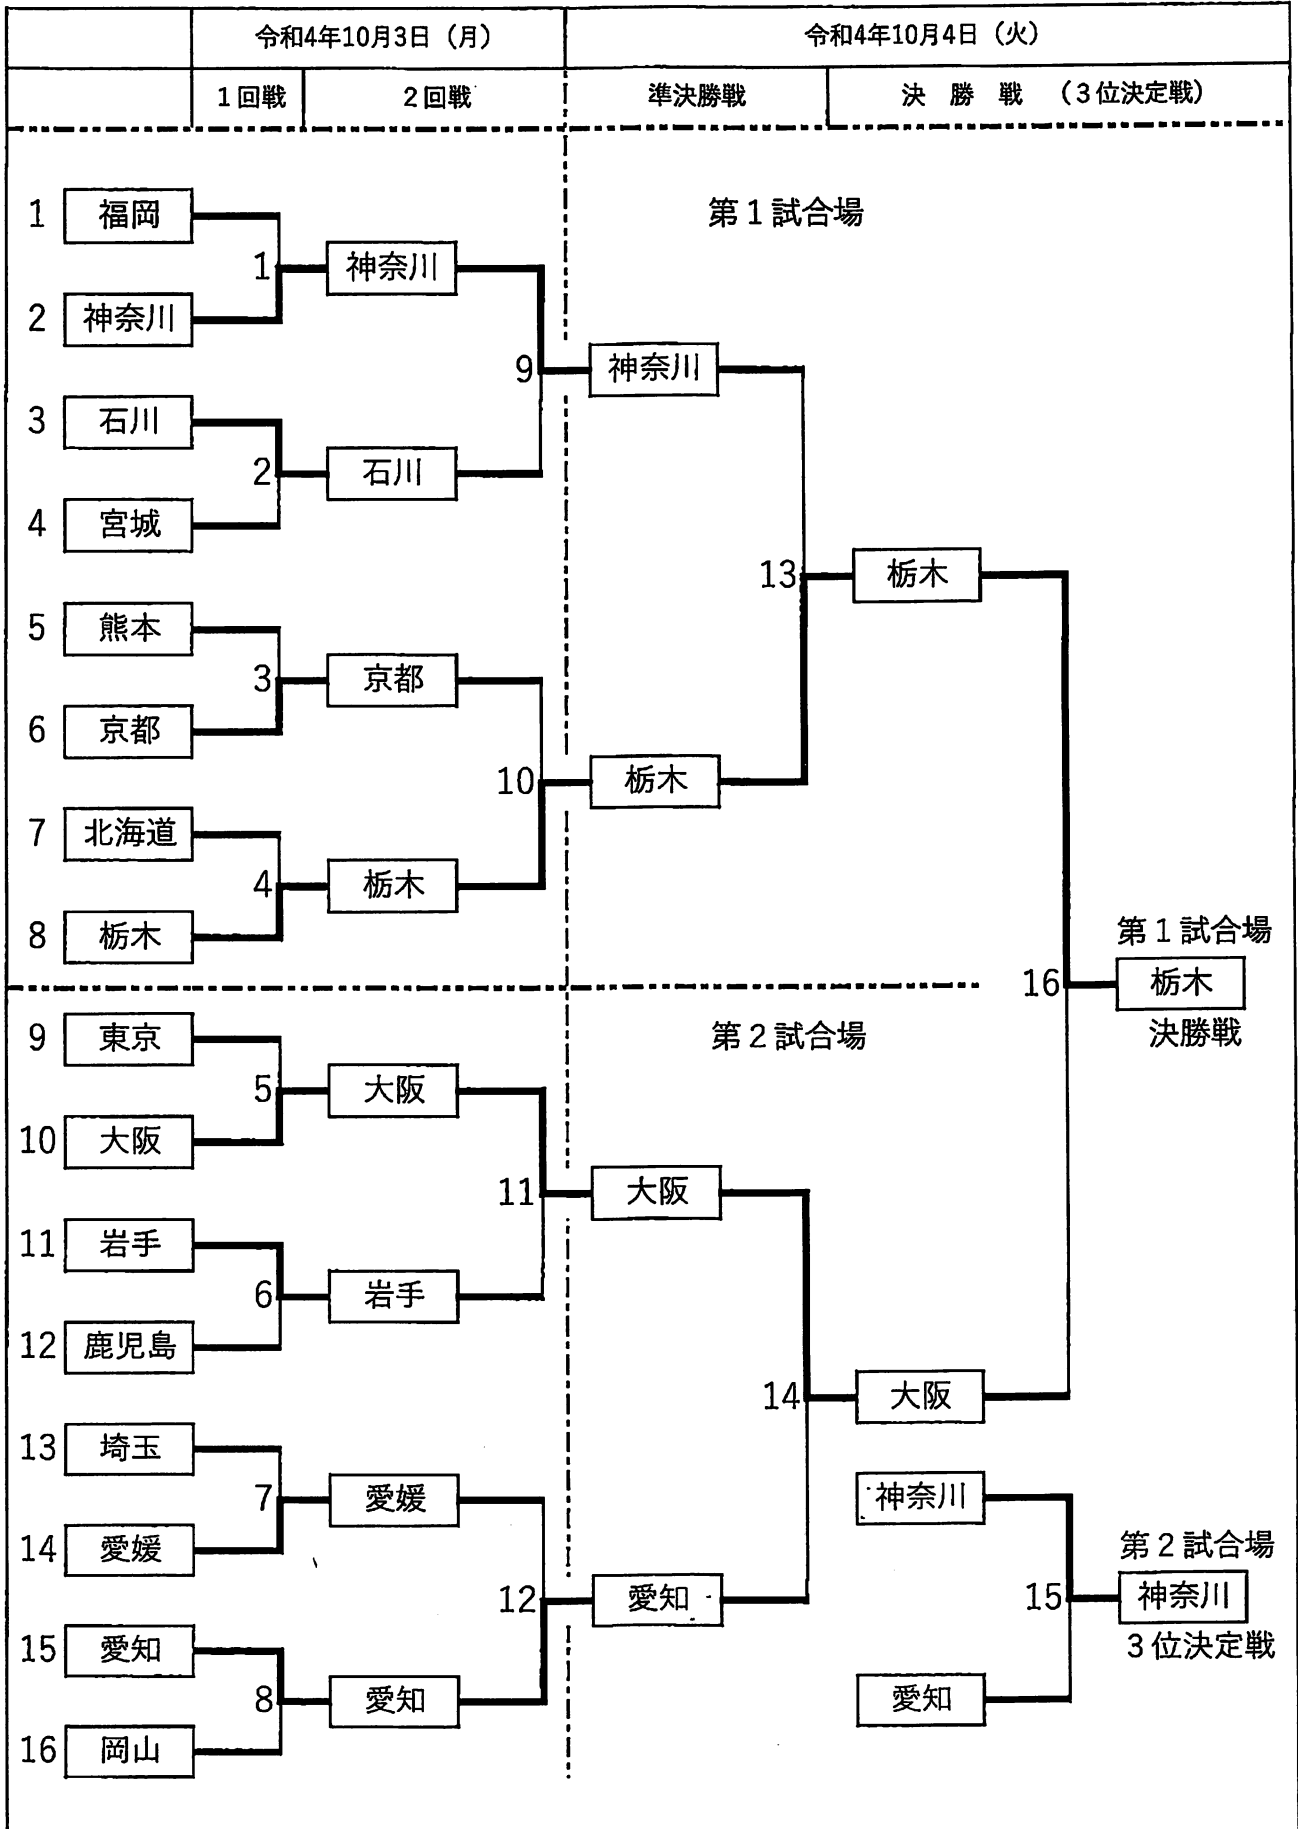 令和4年10月3日（月） 令和4年10月4日（火）
1回戦 2回戦 準決勝戦 決 勝 戦 （3位決定戦）
第1試合場
1 福岡
1 神奈川
2 神奈川
9 神奈川
3 石川
2 石川
4 宮城
13 栃木
5 熊本
3 京都
6 京都
10 栃木
7 北海道
4 栃木
8 栃木
第1試合場
16 栃木
決勝戦
第2試合場
9 東京
5 大阪
10 大阪
11 大阪
11 岩手
6 岩手
12 鹿児島
14 大阪
13 埼玉
7 愛媛
14 愛媛
12 愛知
15 愛知
8 愛知
16 岡山
神奈川
第2試合場
15 神奈川
3位決定戦
愛知